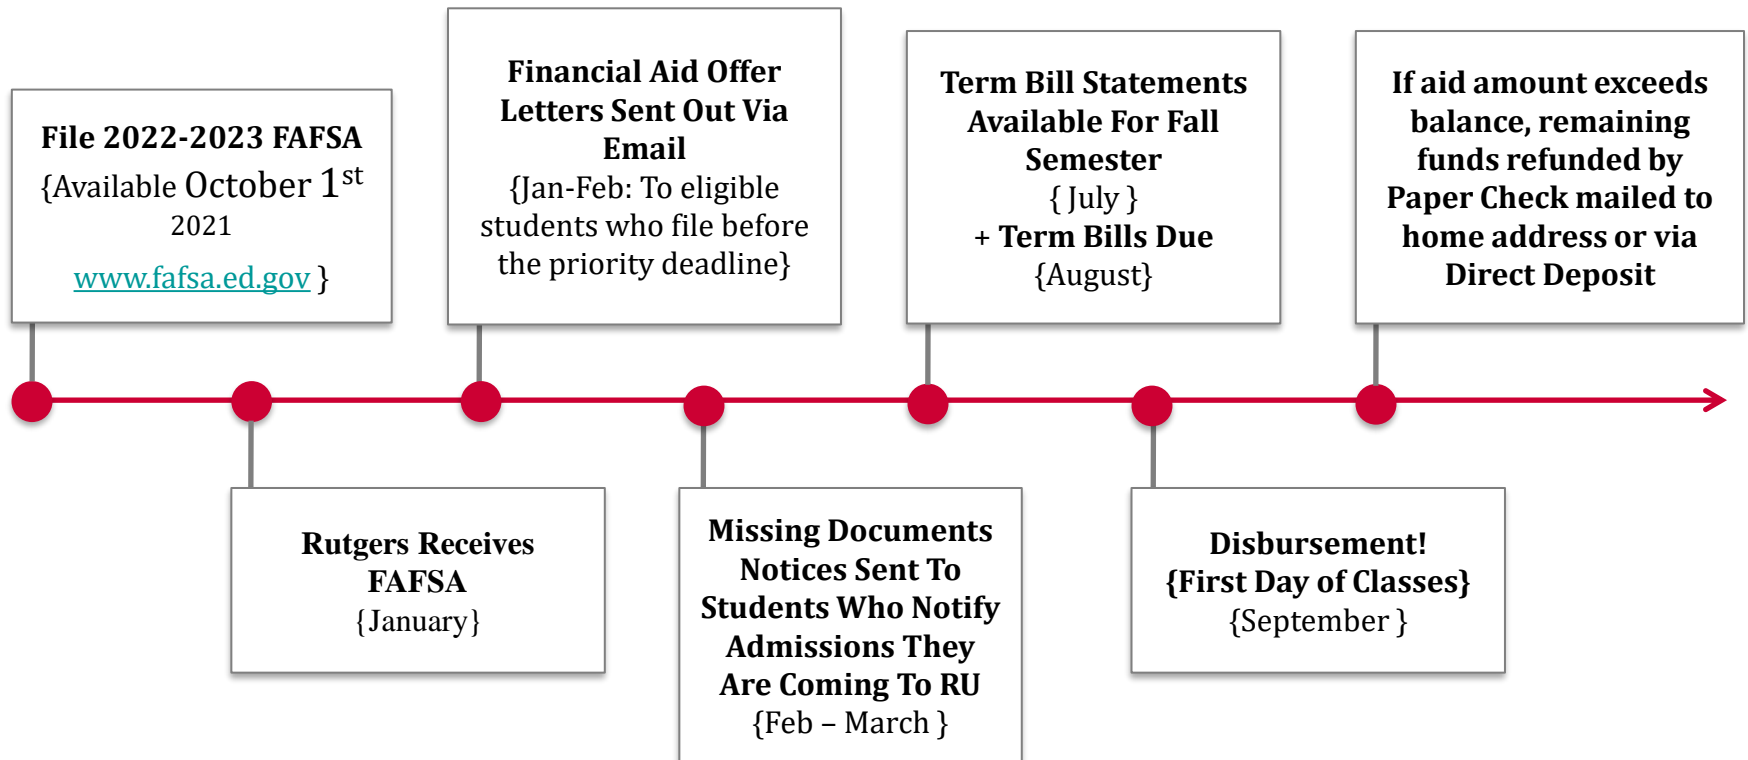 File 2022-2023 FAFSA
{Available October 1st
2021
www.fafsa.ed.gov }
Rutgers Receives
FAFSA
{January}
Financial Aid Offer
Letters Sent Out Via
Email
{Jan-Feb: To eligible
students who file before
the priority deadline}
Missing Documents
Notices Sent To
Students Who Notify
Admissions They
Are Coming To RU
{Feb – March }
Term Bill Statements
Available For Fall
Semester
{ July }
+ Term Bills Due
{August}
Disbursement!
{First Day of Classes}
{September }
If aid amount exceeds
balance, remaining
funds refunded by
Paper Check mailed to
home address or via
Direct Deposit